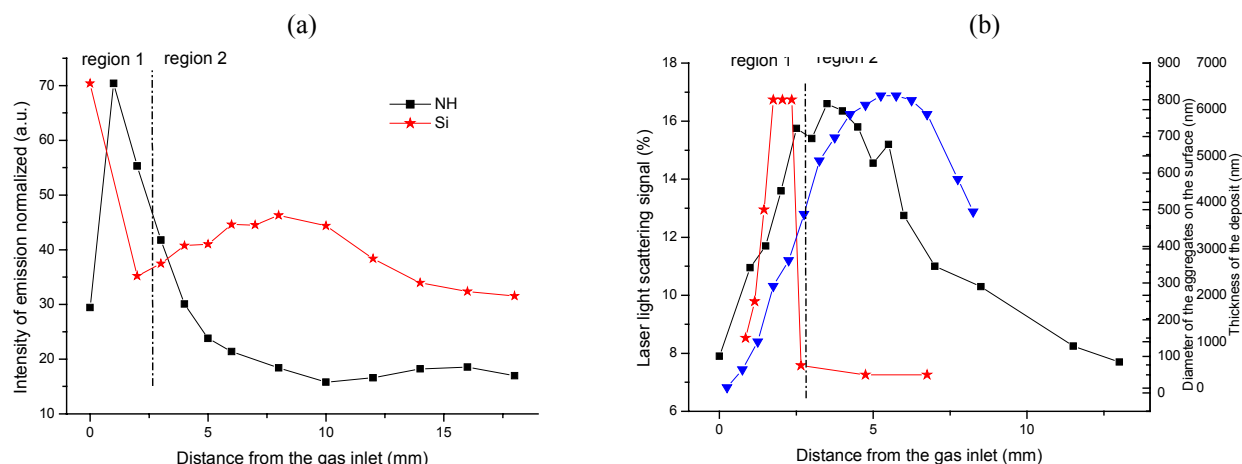 (a)
(b)
region 1
region 2
NH
Si
70
60
50
40
30
20
10
0
5
10
15
Intensity of emission normalized (a.u.)
Distance from the gas inlet (mm)
region 1
region 2
18
16
14
12
10
8
6
0
5
10
Laser light scattering signal (%)
Distance from the gas inlet (mm)
900
800
700
600
500
400
300
200
100
0
Diameter of the aggregates on the surface (nm)
7000
6000
5000
4000
3000
2000
1000
0
Thickness of the deposit (nm)